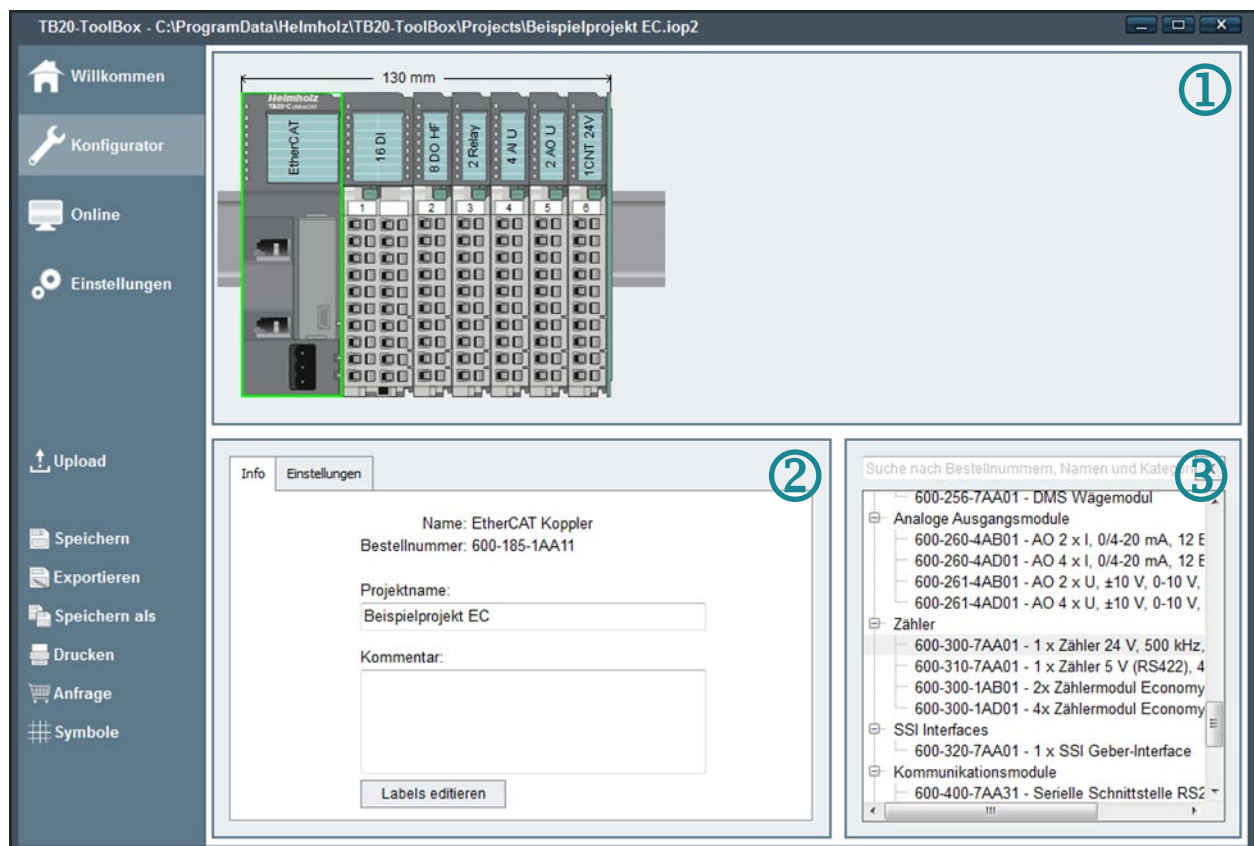 TB20-ToolBox - C:\ProgramData\Helmholz\TB20-ToolBox\Projects\Beispielprojekt EC.iop2
Willkommen
Konfigurator
Online
Einstellungen
Upload
Speichern
Exportieren
Speichern als
Drucken
Anfrage
Symbole
①
130 mm
Helmholz
EtherCAT
16 DI
8 DO HF
2 Relay
4 AI U
2 AO U
1CNT 24V
1 2 3 4 5 6
②
Info Einstellungen
Name: EtherCAT Koppler
Bestellnummer: 600-185-1AA11
Projektname:
Beispielprojekt EC
Kommentar:
Labels editieren
③
Suche nach Bestellnummern, Namen und Kateg
600-256-7AA01 - DMS Wägemodul
Analoge Ausgangsmodule
600-260-4AB01 - AO 2 x I, 0/4-20 mA, 12
600-260-4AD01 - AO 4 x I, 0/4-20 mA, 12
600-261-4AB01 - AO 2 x U, ±10 V, 0-10 V,
600-261-4AD01 - AO 4 x U, ±10 V, 0-10 V,
Zähler
600-300-7AA01 - 1 x Zähler 24 V, 500 kHz,
600-310-7AA01 - 1 x Zähler 5 V (RS422), 4
600-300-1AB01 - 2x Zählermodul Economy
600-300-1AD01 - 4x Zählermodul Economy
SSI Interfaces
600-320-7AA01 - 1 x SSI Geber-Interface
Kommunikationsmodule
600-400-7AA31 - Serielle Schnittstelle RS2